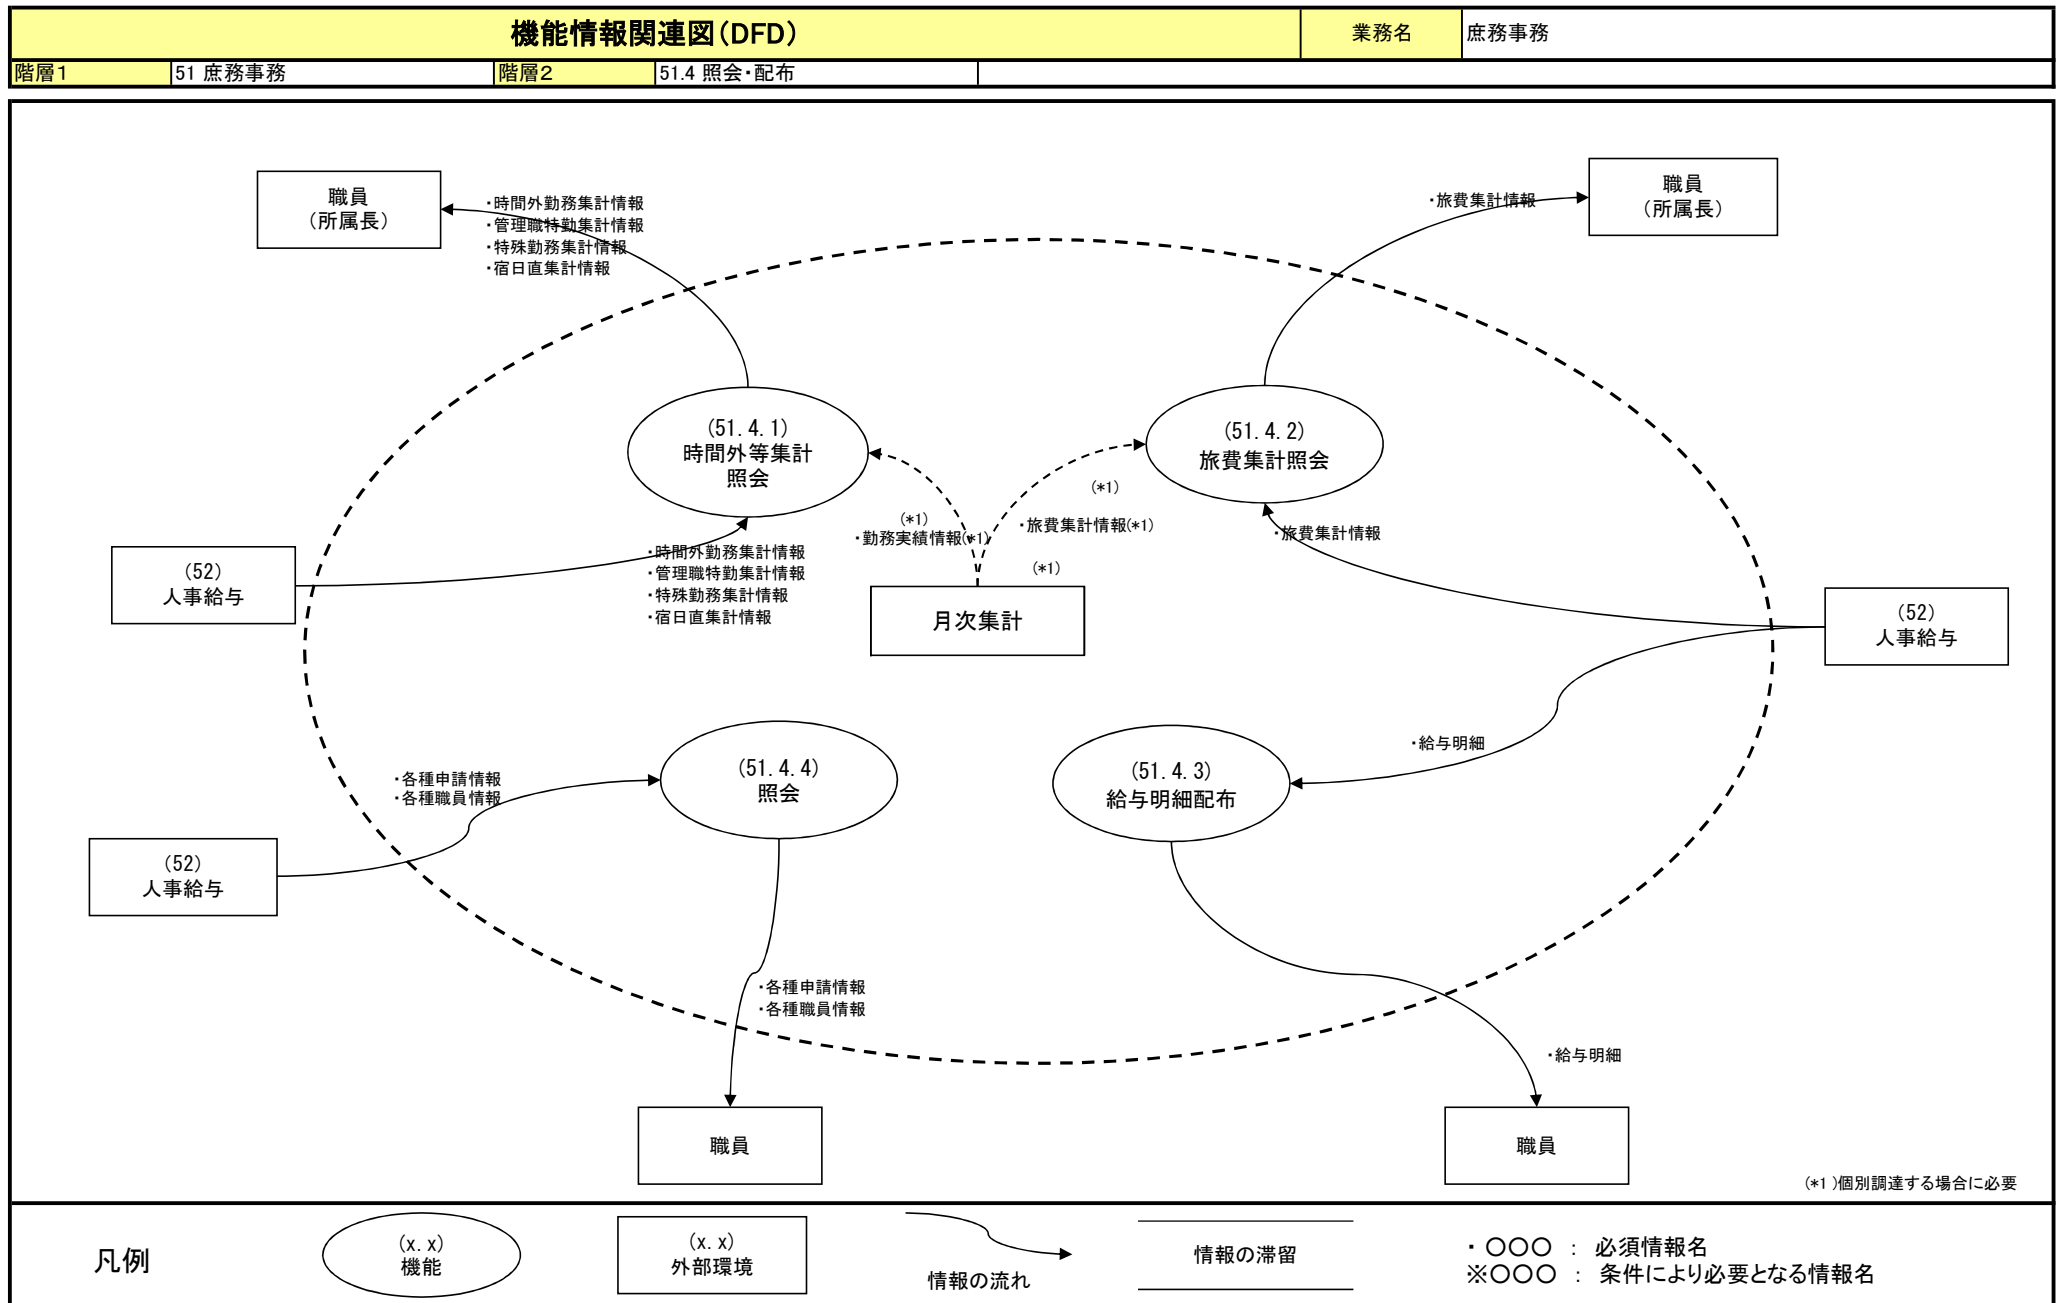 機能情報関連図(DFD)
業務名
庶務事務
階層1
51 庶務事務
階層2
51.4 照会・配布
職員
(所属長)
・時間外勤務集計情報
・管理職特勤集計情報
・特殊勤務集計情報
・宿日直集計情報
・旅費集計情報
職員
(所属長)
(51.4.1)
時間外等集計
照会
(51.4.2)
旅費集計照会
(*1)
(*1)
・勤務実績情報(*1)
・旅費集計情報(*1)
・旅費集計情報
(*1)
(52)
人事給与
・時間外勤務集計情報
・管理職特勤集計情報
・特殊勤務集計情報
・宿日直集計情報
月次集計
(52)
人事給与
・給与明細
・各種申請情報
・各種職員情報
(51.4.4)
照会
(51.4.3)
給与明細配布
(52)
人事給与
・各種申請情報
・各種職員情報
・給与明細
職員
職員
(*1)個別調達する場合に必要
凡例
(x.x)
機能
(x.x)
外部環境
情報の流れ
情報の滞留
・ ○○○ : 必須情報名
※○○○ : 条件により必要となる情報名